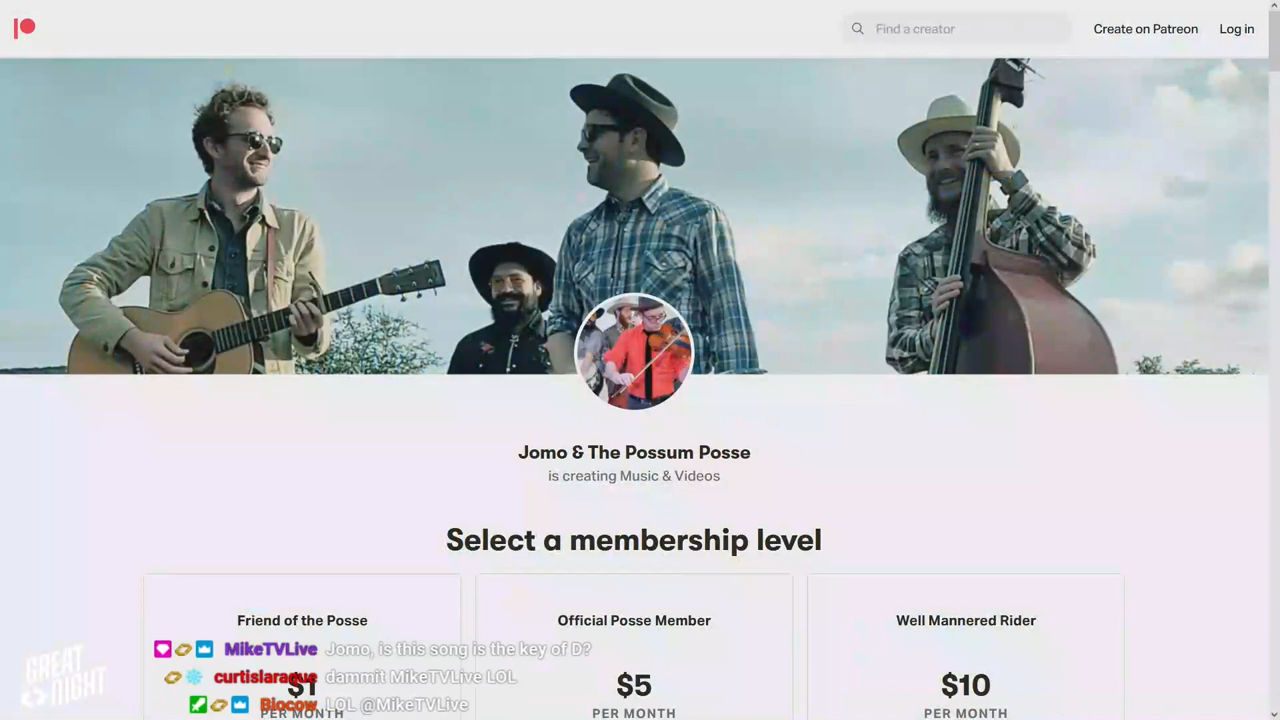 Find a creator
Create on Patreon
Log in
Jomo & The Possum Posse
is creating Music & Videos
Select a membership level
Friend of the Posse
Official Posse Member
Well Mannered Rider
$1
PER MONTH
$5
PER MONTH
$10
PER MONTH
MikeTVLive Jomo, is this song is the key of D?
curtislaraque dammit MikeTVLive LOL
Biocow LOL @MikeTVLive
GREAT
NIGHT